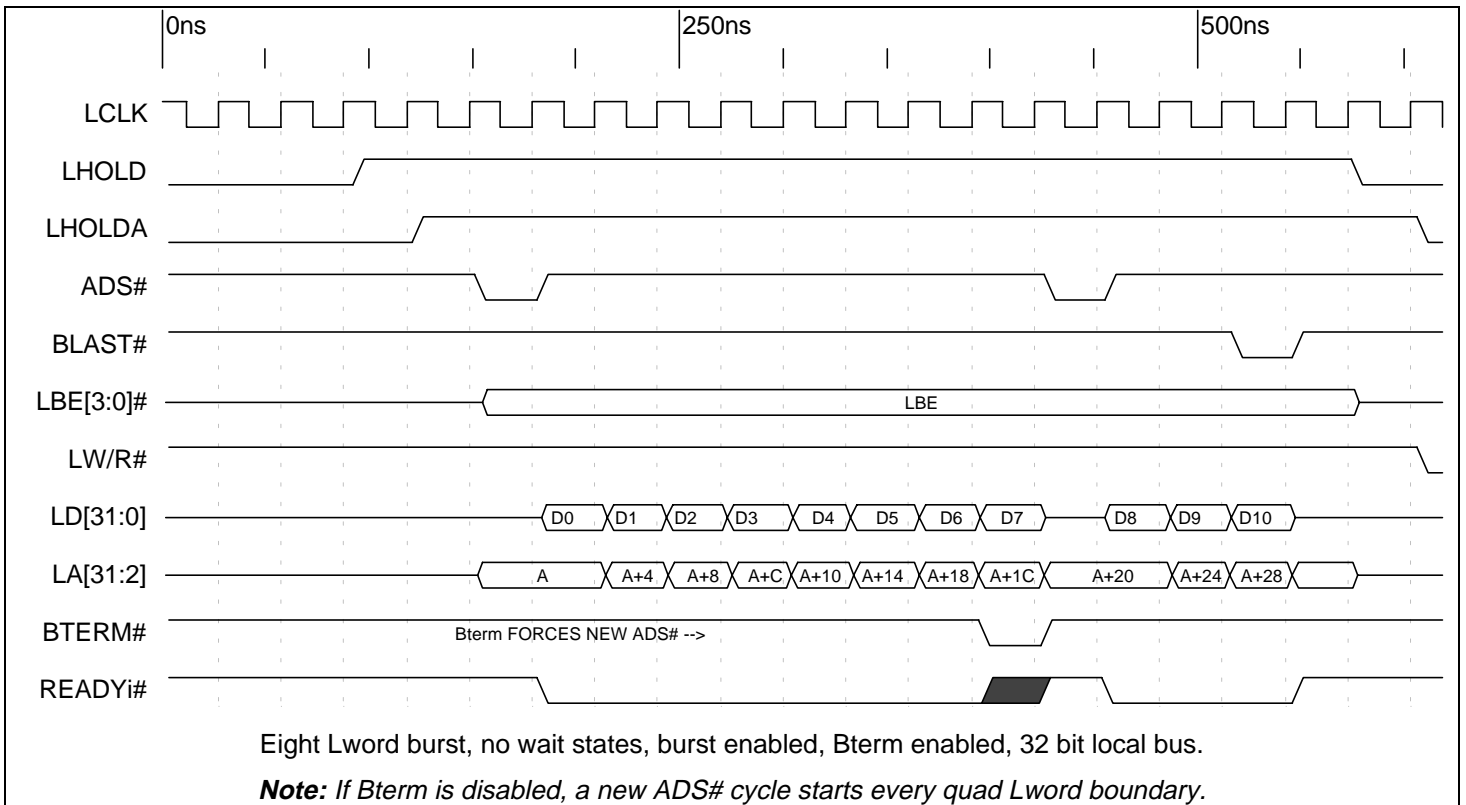 0ns 250ns 500ns
LCLK
LHOLD
LHOLDA
ADS#
BLAST#
LBE[3:0]# LBE
LW/R#
LD[31:0] D0 D1 D2 D3 D4 D5 D6 D7 D8 D9 D10
LA[31:2] A A+4 A+8 A+C A+10 A+14 A+18 A+1C A+20 A+24 A+28
BTERM# Bterm FORCES NEW ADS# -->
READYi#
Eight Lword burst, no wait states, burst enabled, Bterm enabled, 32 bit local bus.
Note: If Bterm is disabled, a new ADS# cycle starts every quad Lword boundary.